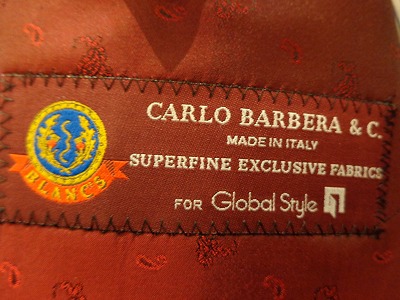 CARLO BARBERA & C.
MADE IN ITALY
SUPERFINE EXCLUSIVE FABRICS
FOR Global Style
BLANC'S